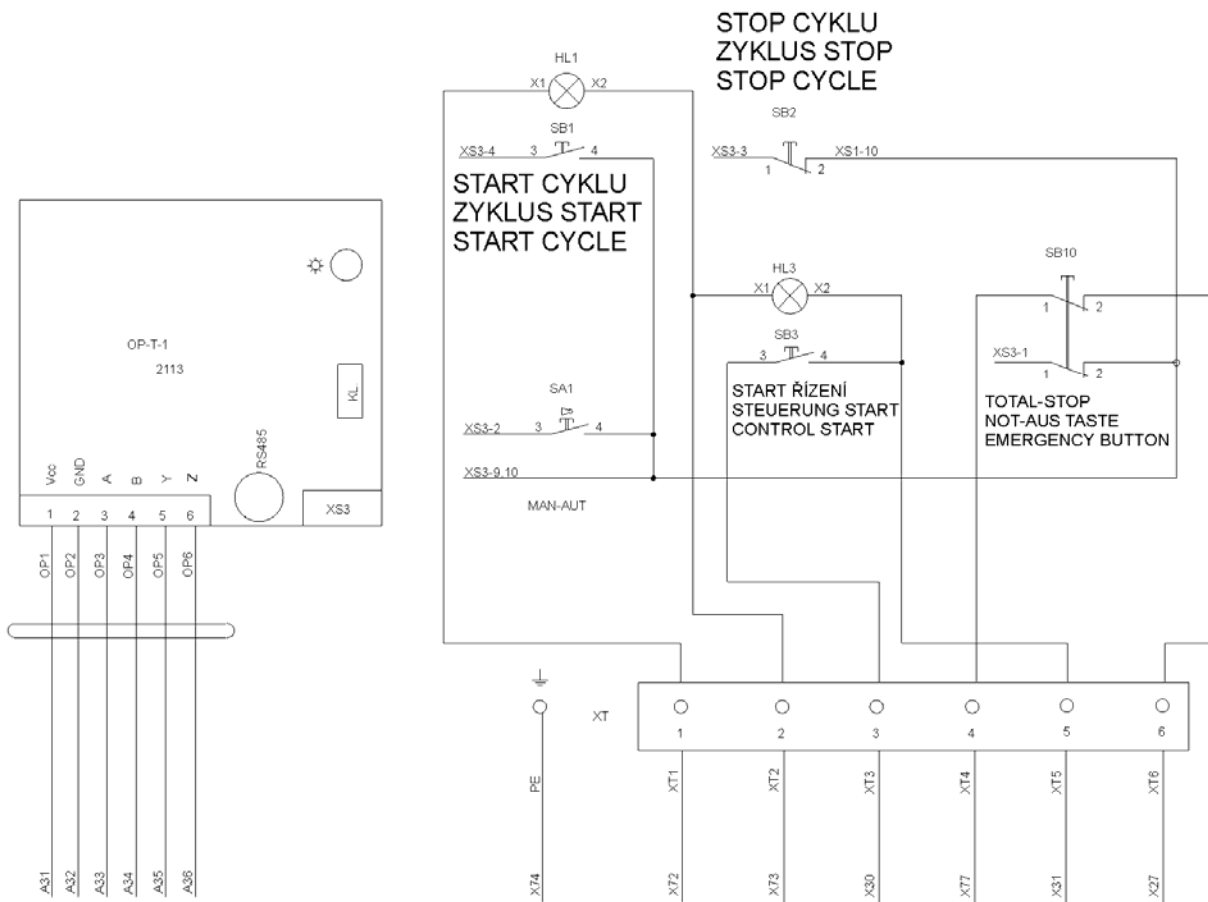 STOP CYKLU
ZYKLUS STOP
STOP CYCLE
HL1
X1 X2
SB1
XS3-4 3 4
START CYKLU
ZYKLUS START
START CYCLE
SB2
XS3-3 1 2 XS1-10
HL3
X1 X2
SB3
3 4
START ŘÍZENÍ
STEUERUNG START
CONTROL START
SB10
1 2
XS3-1
1 2
TOTAL-STOP
NOT-AUS TASTE
EMERGENCY BUTTON
SA1
XS3-2 3 4
XS3-9,10
MAN-AUT
OP-T-1
2113
KL
RS485
XS3
Vcc GND A B Y Z
1 2 3 4 5 6
OP1 OP2 OP3 OP4 OP5 OP6
A31 A32 A33 A34 A35 A36
XT
1 2 3 4 5 6
PE XT1 XT2 XT3 XT4 XT5 XT6
X74 X72 X73 X30 X77 X31 X27